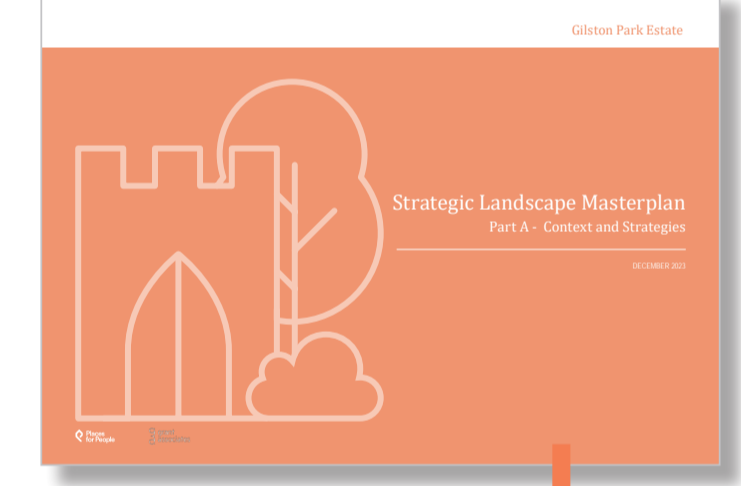 Gilston Park Estate
Strategic Landscape Masterplan
Part A - Context and Strategies
DECEMBER 2023
Places
for People